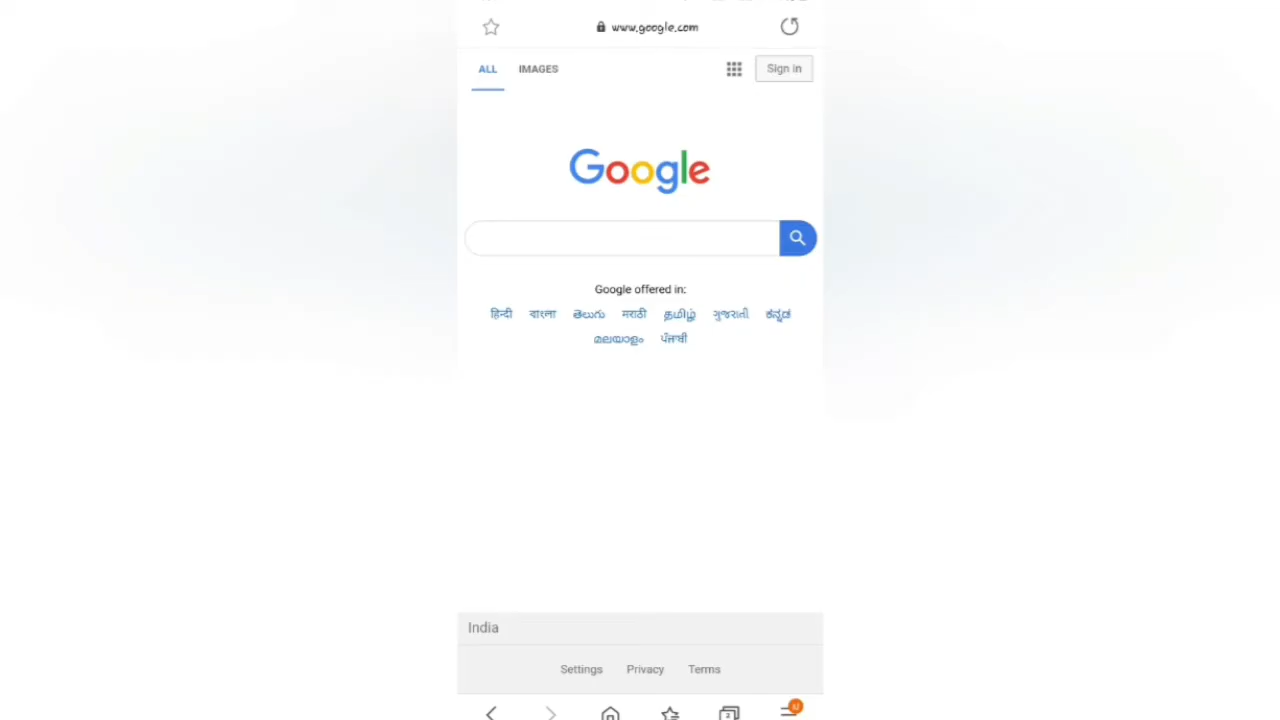 www.google.com
ALL IMAGES Sign in
Google
Google offered in:
हिन्दी বাংলা తెలుగు मराठी தமிழ் ગુજરાતી ಕನ್ನಡ
മലയാളം ਪੰਜਾਬੀ
India
Settings Privacy Terms